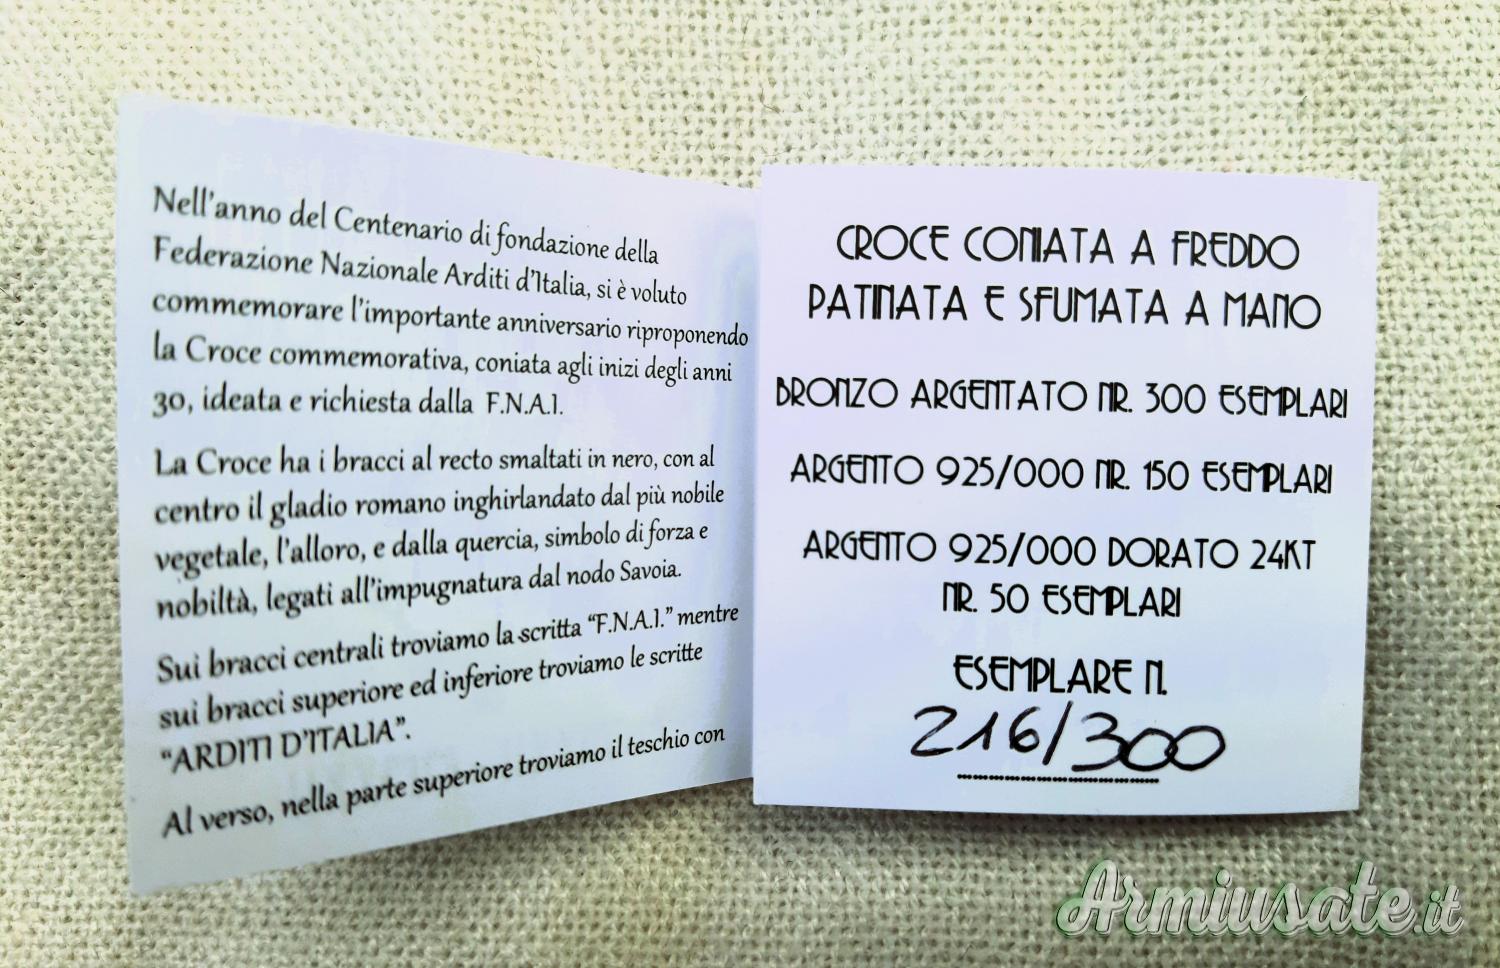 Nell'anno del Centenario di fondazione della
Federazione Nazionale Arditi d'Italia, si è voluto
commemorare l'importante anniversario riproponendo
la Croce commemorativa, coniata agli inizi degli anni
30, ideata e richiesta dalla F.N.A.I.
La Croce ha i bracci al recto smaltati in nero, con al
centro il gladio romano inghirlandato dal più nobile
vegetale, l'alloro, e dalla quercia, simbolo di forza e
nobiltà, legati all'impugnatura dal nodo Savoia.
Sui bracci centrali troviamo la scritta "F.N.A.I." mentre
sui bracci superiore ed inferiore troviamo le scritte
"ARDITI D'ITALIA".
Al verso, nella parte superiore troviamo il teschio con
CROCE CONIATA A FREDDO
PATINATA E SFUMATA A MANO
BRONZO ARGENTATO NR. 300 ESEMPLARI
ARGENTO 925/000 NR. 150 ESEMPLARI
ARGENTO 925/000 DORATO 24KT
NR. 50 ESEMPLARI
ESEMPLARE N.
216/300
Armiusate.it